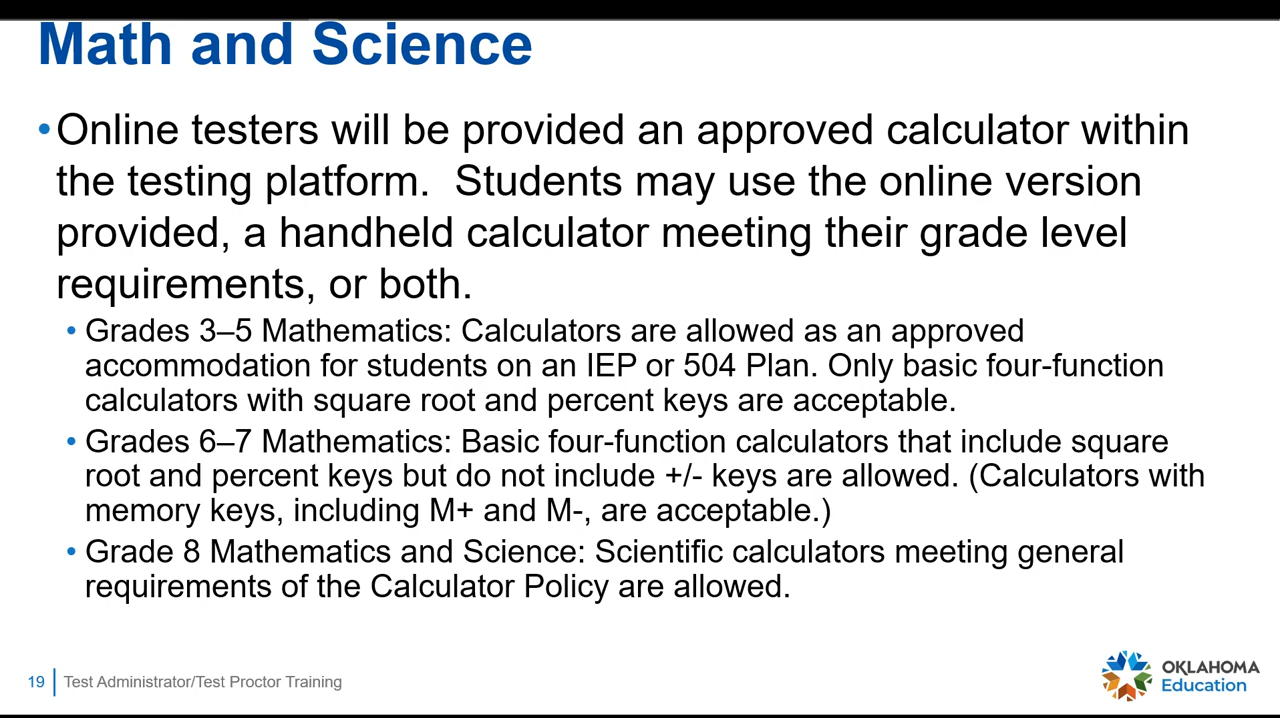 Math and Science
•Online testers will be provided an approved calculator within
the testing platform.  Students may use the online version
provided, a handheld calculator meeting their grade level
requirements, or both.
• Grades 3–5 Mathematics: Calculators are allowed as an approved
accommodation for students on an IEP or 504 Plan. Only basic four-function
calculators with square root and percent keys are acceptable.
• Grades 6–7 Mathematics: Basic four-function calculators that include square
root and percent keys but do not include +/- keys are allowed. (Calculators with
memory keys, including M+ and M-, are acceptable.)
• Grade 8 Mathematics and Science: Scientific calculators meeting general
requirements of the Calculator Policy are allowed.
19 Test Administrator/Test Proctor Training
OKLAHOMA
Education